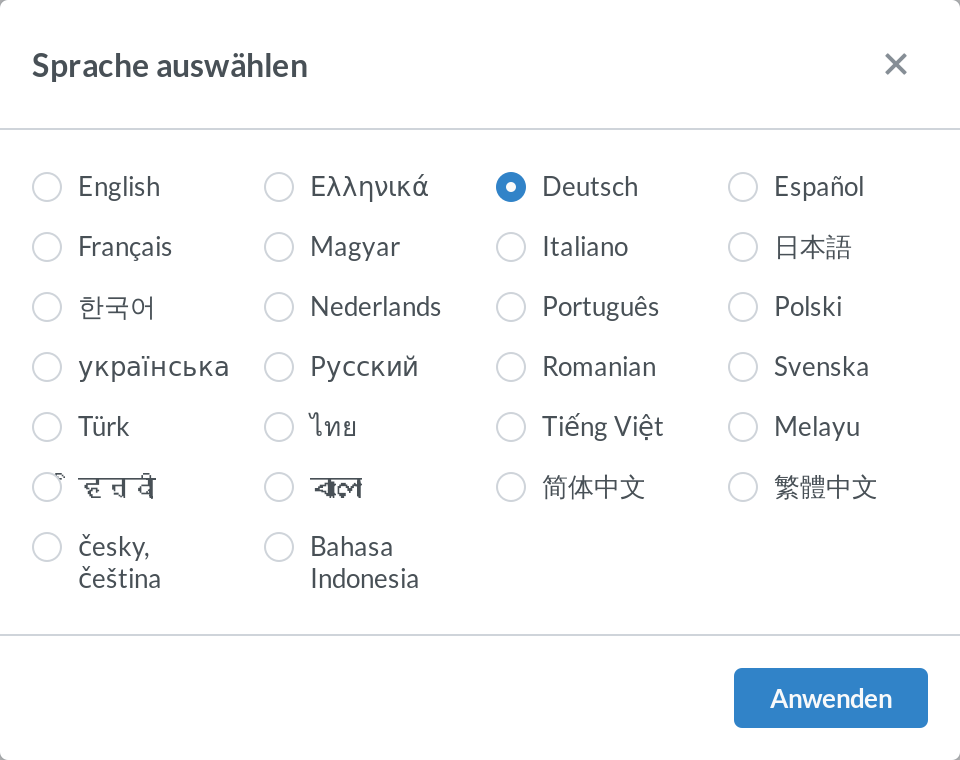 Sprache auswählen
English
Ελληνικά
Deutsch
Español
Français
Magyar
Italiano
日本語
한국어
Nederlands
Português
Polski
українська
Русский
Romanian
Svenska
Türk
ไทย
Tiếng Việt
Melayu
हिन्दी
简体中文
繁體中文
česky,
čeština
Bahasa
Indonesia
Anwenden